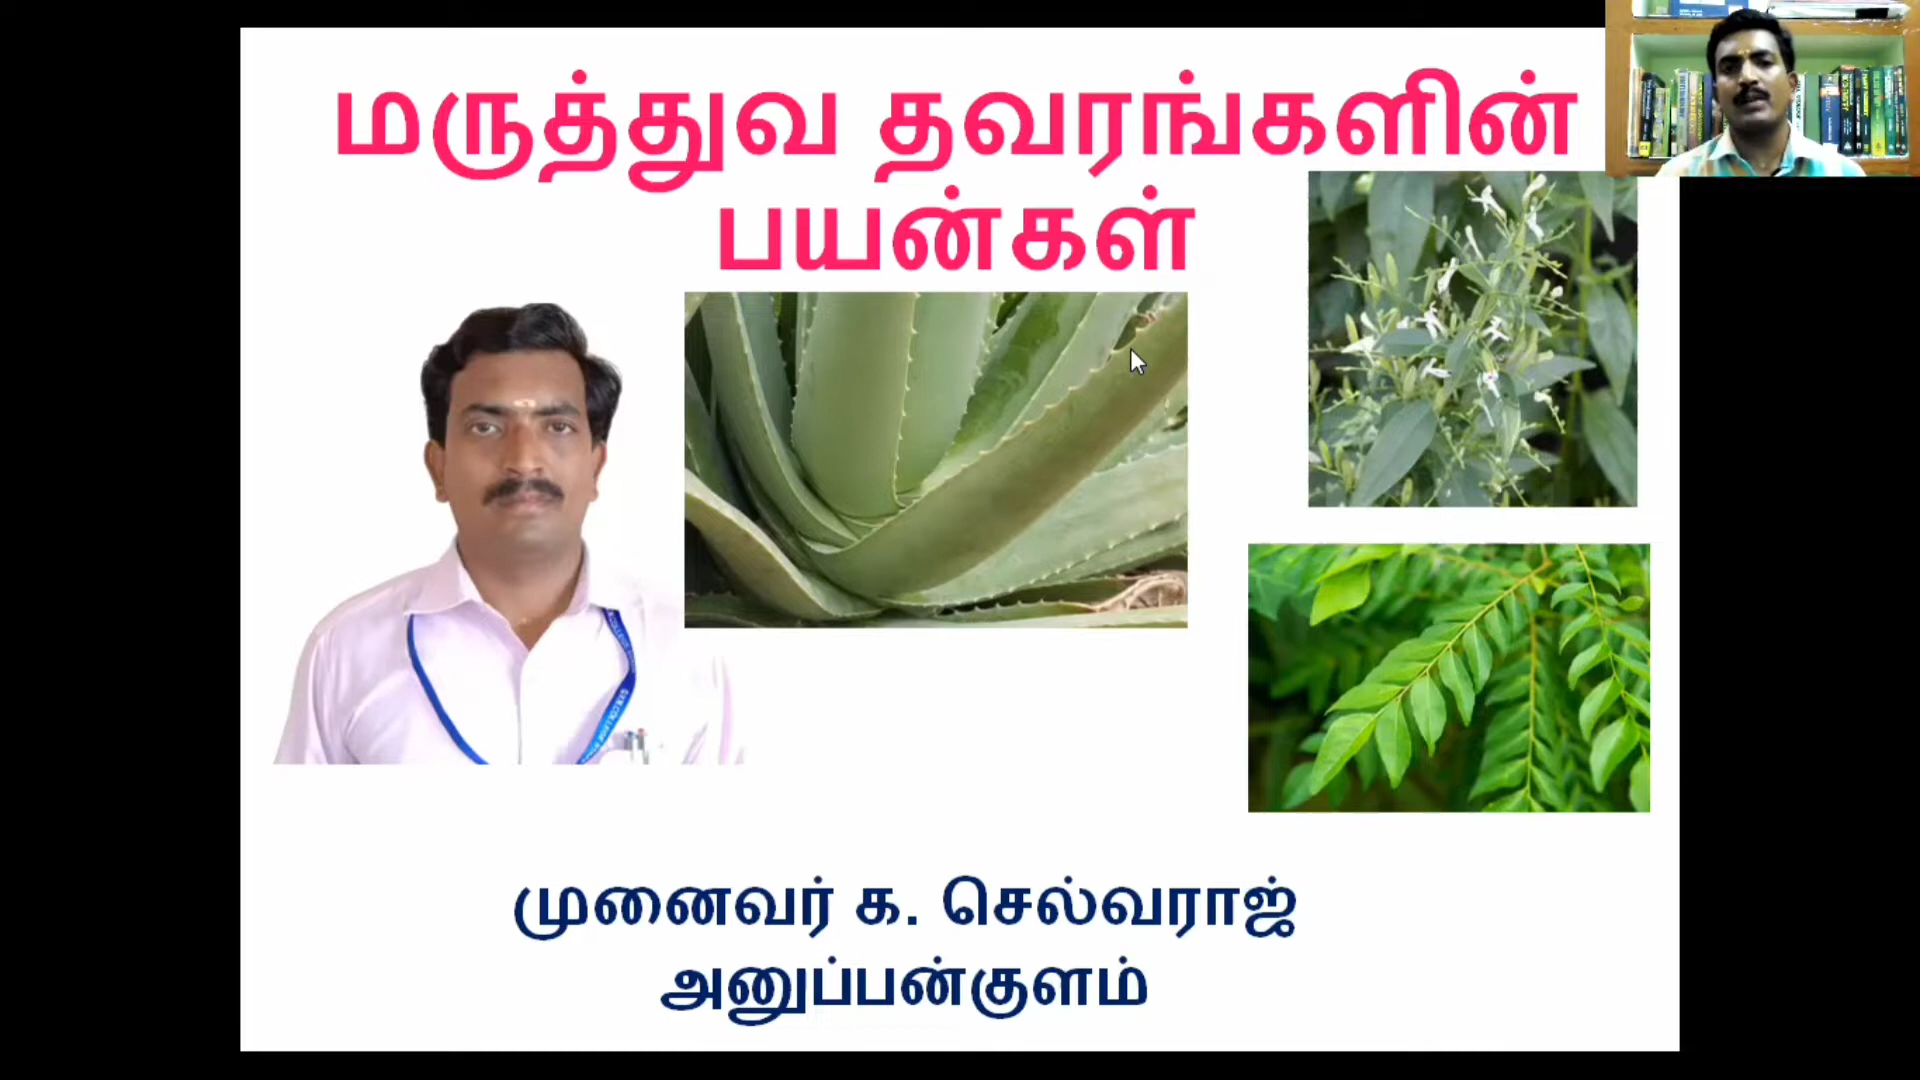 மருத்துவ தவரங்களின்
பயன்கள்
முனைவர் க. செல்வராஜ்
அனுப்பன்குளம்